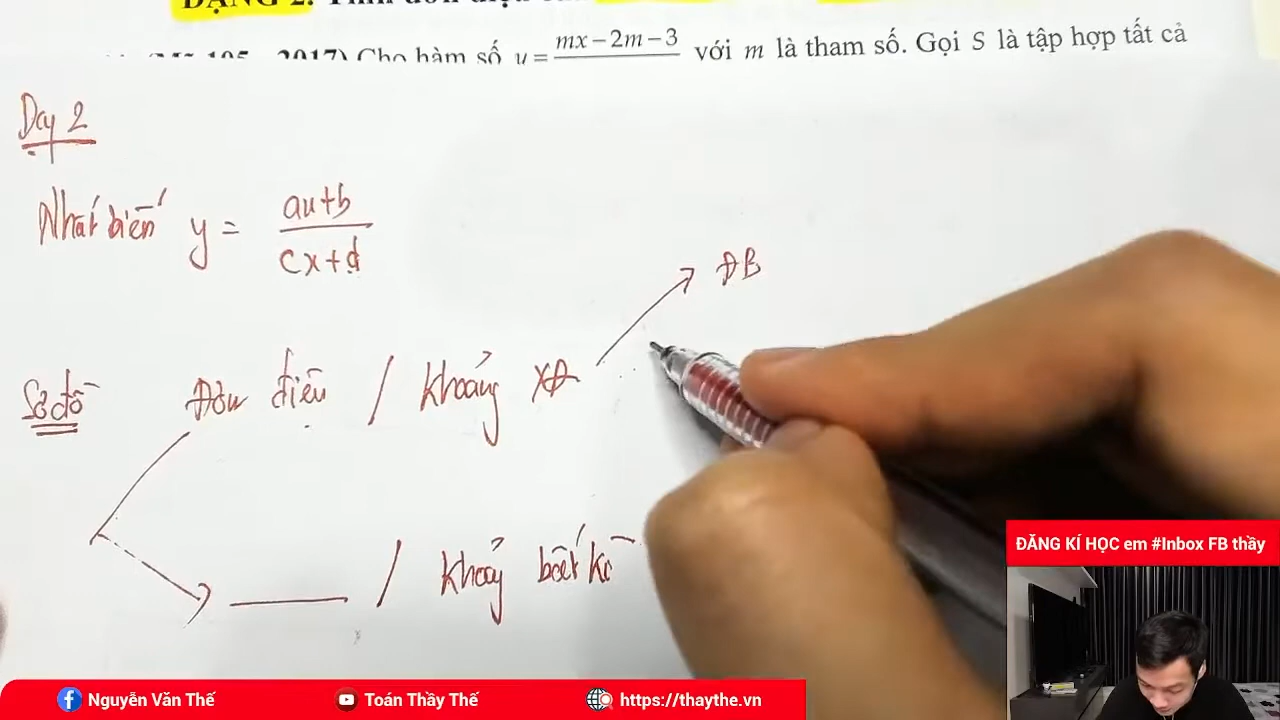 DẠNG 2.
2017) Cho hàm số y = mx−2m−3 với m là tham số. Gọi S là tập hợp tất cả
Dạy 2
Nhất biến y = ax+b
cx+d
Sơ đồ Đơn điệu / khoảng XĐ
ĐB
/ khoảng bất kì
ĐĂNG KÍ HỌC em #Inbox FB thầy
Nguyễn Văn Thế
Toán Thầy Thế
https://thaythe.vn